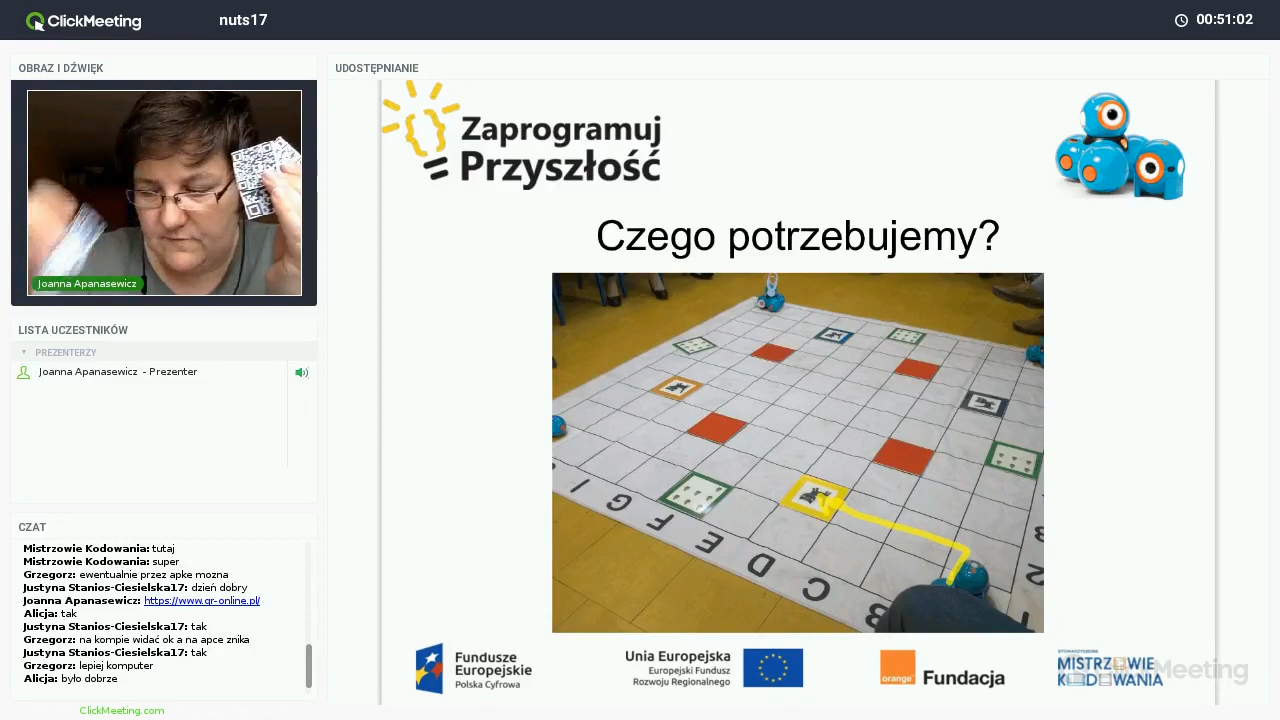 ClickMeeting
nuts17
00:51:02
OBRAZ I DŹWIĘK
Joanna Apanasewicz
LISTA UCZESTNIKÓW
PREZENTERZY
Joanna Apanasewicz - Prezenter
CZAT
Mistrzowie Kodowania: tutaj
Mistrzowie Kodowania: super
Grzegorz: ewentualnie przez apke mozna
Justyna Stanios-Ciesielska17: dzień dobry
Joanna Apanasewicz: https://www.qr-online.pl/
Alicja: tak
Justyna Stanios-Ciesielska17: tak
Grzegorz: na kompie widać ok a na apce znika
Justyna Stanios-Ciesielska17: tak
Grzegorz: lepiej komputer
Alicja: było dobrze
ClickMeeting.com
UDOSTĘPNIANIE
Zaprogramuj
Przyszłość
Czego potrzebujemy?
I G F E D C B
2
Fundusze
Europejskie
Polska Cyfrowa
Unia Europejska
Europejski Fundusz
Rozwoju Regionalnego
orange
Fundacja
STOWARZYSZENIE
MISTRZOWIE
KODOWANIA
ClickMeeting